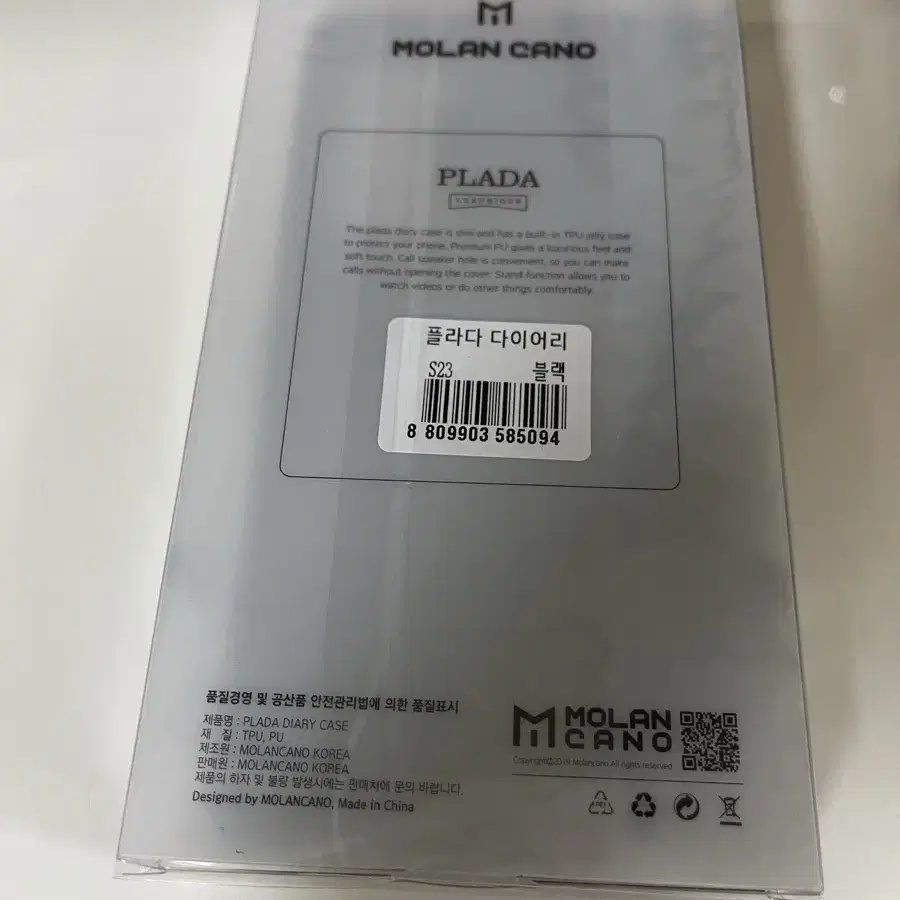 MOLAN CANO
PLADA
The plada diary case is slim and has a built-in TPU jelly case
to protect your phone. Premium PU gives a luxurious feel and
soft touch. Call speaker hole is convenient, so you can make
calls without opening the cover. Stand function allows you to
watch videos or do other things comfortably.
플라다 다이어리
S23 블랙
8 809903 585094
품질경영 및 공산품 안전관리법에 의한 품질표시
제품명 : PLADA DIARY CASE
재 질 : TPU, PU
제조원 : MOLANCANO KOREA
판매원 : MOLANCANO KOREA
제품의 하자 및 불량 발생시에는 판매처에 문의 바랍니다.
Designed by MOLANCANO, Made in China
MOLAN
CANO
Copyright©2019 Molancano All rights reserved
PET